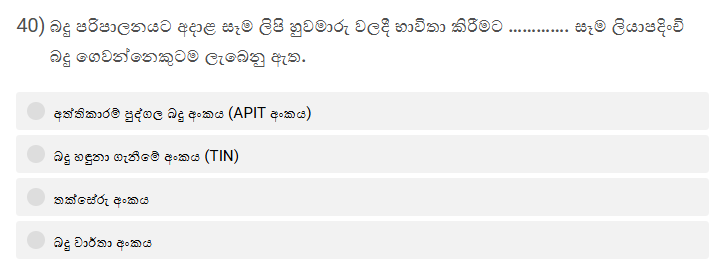 40) බදු පරිපාලනයට අදාළ සෑම ලිපි හුවමාරු වලදී භාවිතා කිරීමට ............. සෑම ලියාපදිංචි
බදු ගෙවන්නෙකුටම ලැබෙනු ඇත.
අත්තිකාරම් පුද්ගල බදු අංකය (APIT අංකය)
බදු හඳුනා ගැනීමේ අංකය (TIN)
තක්සේරු අංකය
බදු වාර්තා අංකය